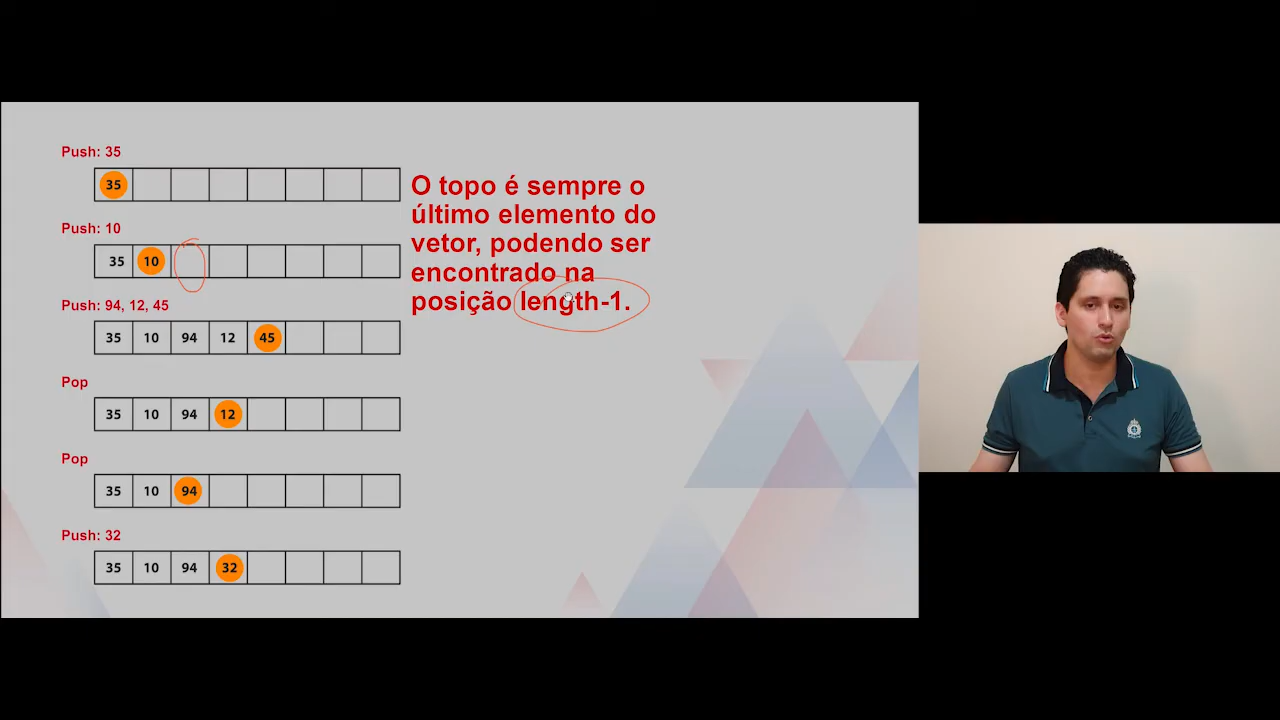 Push: 35
35
Push: 10
35 10
Push: 94, 12, 45
35 10 94 12 45
Pop
35 10 94 12
Pop
35 10 94
Push: 32
35 10 94 32
O topo é sempre o
último elemento do
vetor, podendo ser
encontrado na
posição length-1.